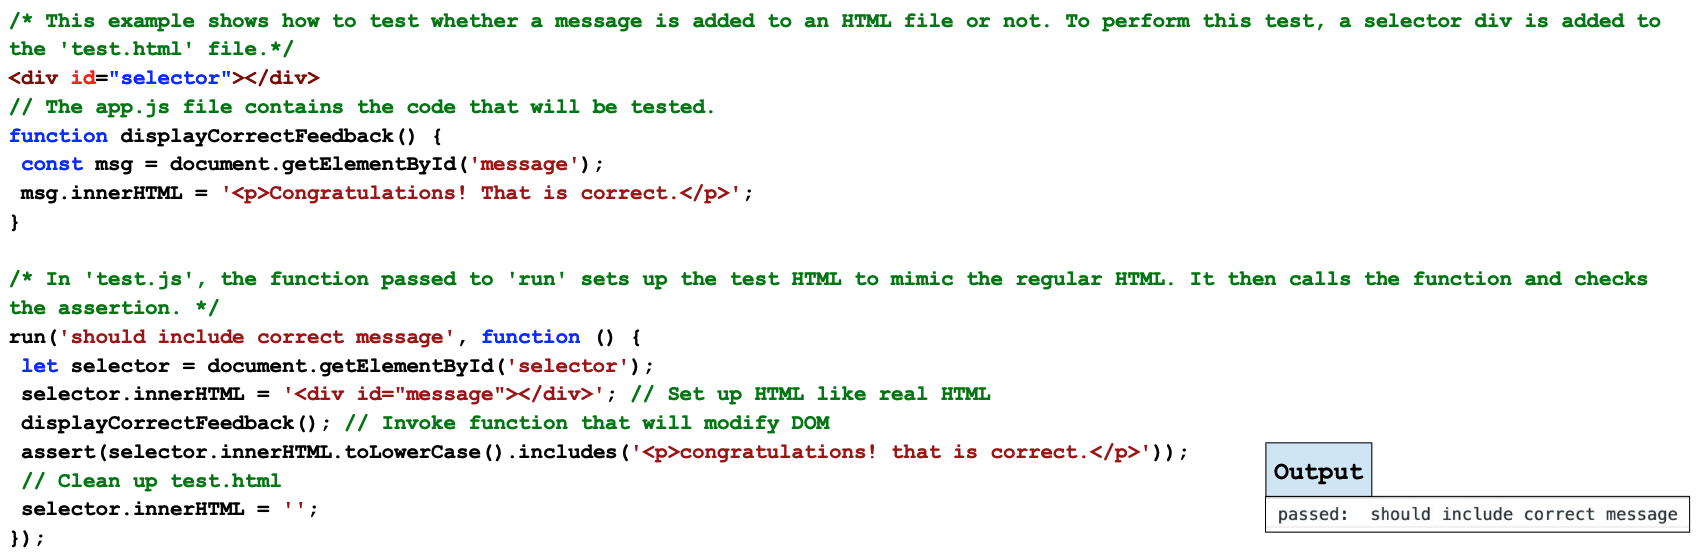 /* This example shows how to test whether a message is added to an HTML file or not. To perform this test, a selector div is added to
the 'test.html' file.*/
<div id="selector"></div>
// The app.js file contains the code that will be tested.
function displayCorrectFeedback() {
 const msg = document.getElementById('message');
 msg.innerHTML = '<p>Congratulations! That is correct.</p>';
}

/* In 'test.js', the function passed to 'run' sets up the test HTML to mimic the regular HTML. It then calls the function and checks
the assertion. */
run('should include correct message', function () {
 let selector = document.getElementById('selector');
 selector.innerHTML = '<div id="message"></div>'; // Set up HTML like real HTML
 displayCorrectFeedback(); // Invoke function that will modify DOM
 assert(selector.innerHTML.toLowerCase().includes('<p>congratulations! that is correct.</p>'));
 // Clean up test.html
 selector.innerHTML = '';
});
Output
passed:  should include correct message